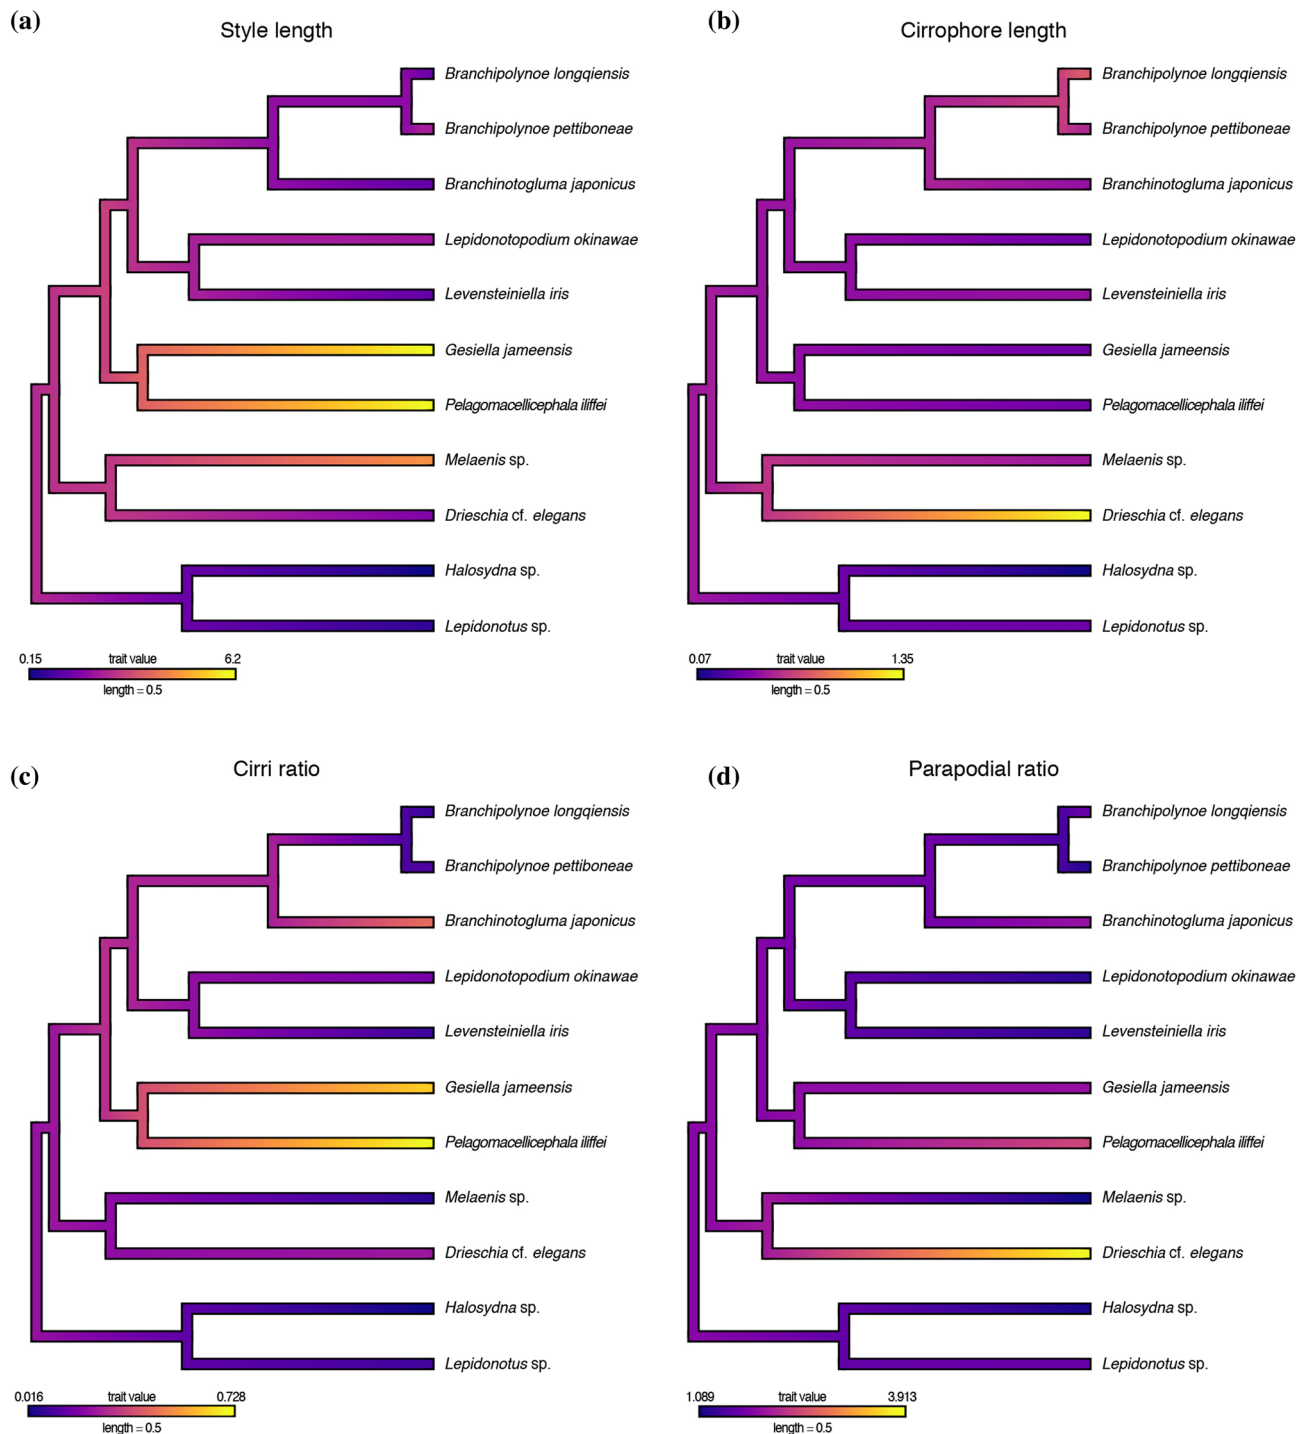 (a)
Style length
Branchipolynoe longqiensis
Branchipolynoe pettiboneae
Branchinotogluma japonicus
Lepidonotopodium okinawae
Levensteiniella iris
Gesiella jameensis
Pelagomacellicephala iliffei
Melaenis sp.
Drieschia cf. elegans
Halosydna sp.
Lepidonotus sp.
0.15 trait value 6.2
length = 0.5
(b)
Cirrophore length
Branchipolynoe longqiensis
Branchipolynoe pettiboneae
Branchinotogluma japonicus
Lepidonotopodium okinawae
Levensteiniella iris
Gesiella jameensis
Pelagomacellicephala iliffei
Melaenis sp.
Drieschia cf. elegans
Halosydna sp.
Lepidonotus sp.
0.07 trait value 1.35
length = 0.5
(c)
Cirri ratio
Branchipolynoe longqiensis
Branchipolynoe pettiboneae
Branchinotogluma japonicus
Lepidonotopodium okinawae
Levensteiniella iris
Gesiella jameensis
Pelagomacellicephala iliffei
Melaenis sp.
Drieschia cf. elegans
Halosydna sp.
Lepidonotus sp.
0.016 trait value 0.728
length = 0.5
(d)
Parapodial ratio
Branchipolynoe longqiensis
Branchipolynoe pettiboneae
Branchinotogluma japonicus
Lepidonotopodium okinawae
Levensteiniella iris
Gesiella jameensis
Pelagomacellicephala iliffei
Melaenis sp.
Drieschia cf. elegans
Halosydna sp.
Lepidonotus sp.
1.089 trait value 3.913
length = 0.5